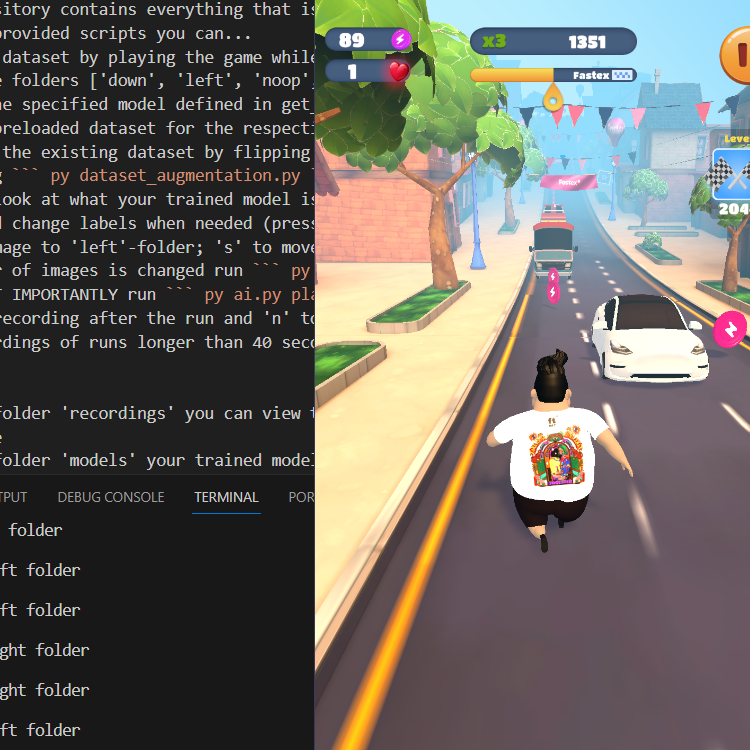 sitory contains everything that is
provided scripts you can...
dataset by playing the game while
e folders ['down', 'left', 'noop',
he specified model defined in get
preloaded dataset for the respecti
the existing dataset by flipping
g ``` py dataset_augmentation.py
look at what your trained model is
d change labels when needed (press
mage to 'left'-folder; 's' to move
r of images is changed run ``` py
T IMPORTANTLY run ``` py ai.py pla
recording after the run and 'n' to
rdings of runs longer than 40 seco
folder 'recordings' you can view t
e
folder 'models' your trained model
TPUT DEBUG CONSOLE TERMINAL POR
folder
ft folder
ft folder
ght folder
ght folder
ft folder
89
1
x3 1351
Fastex
Fastex
Leve
204